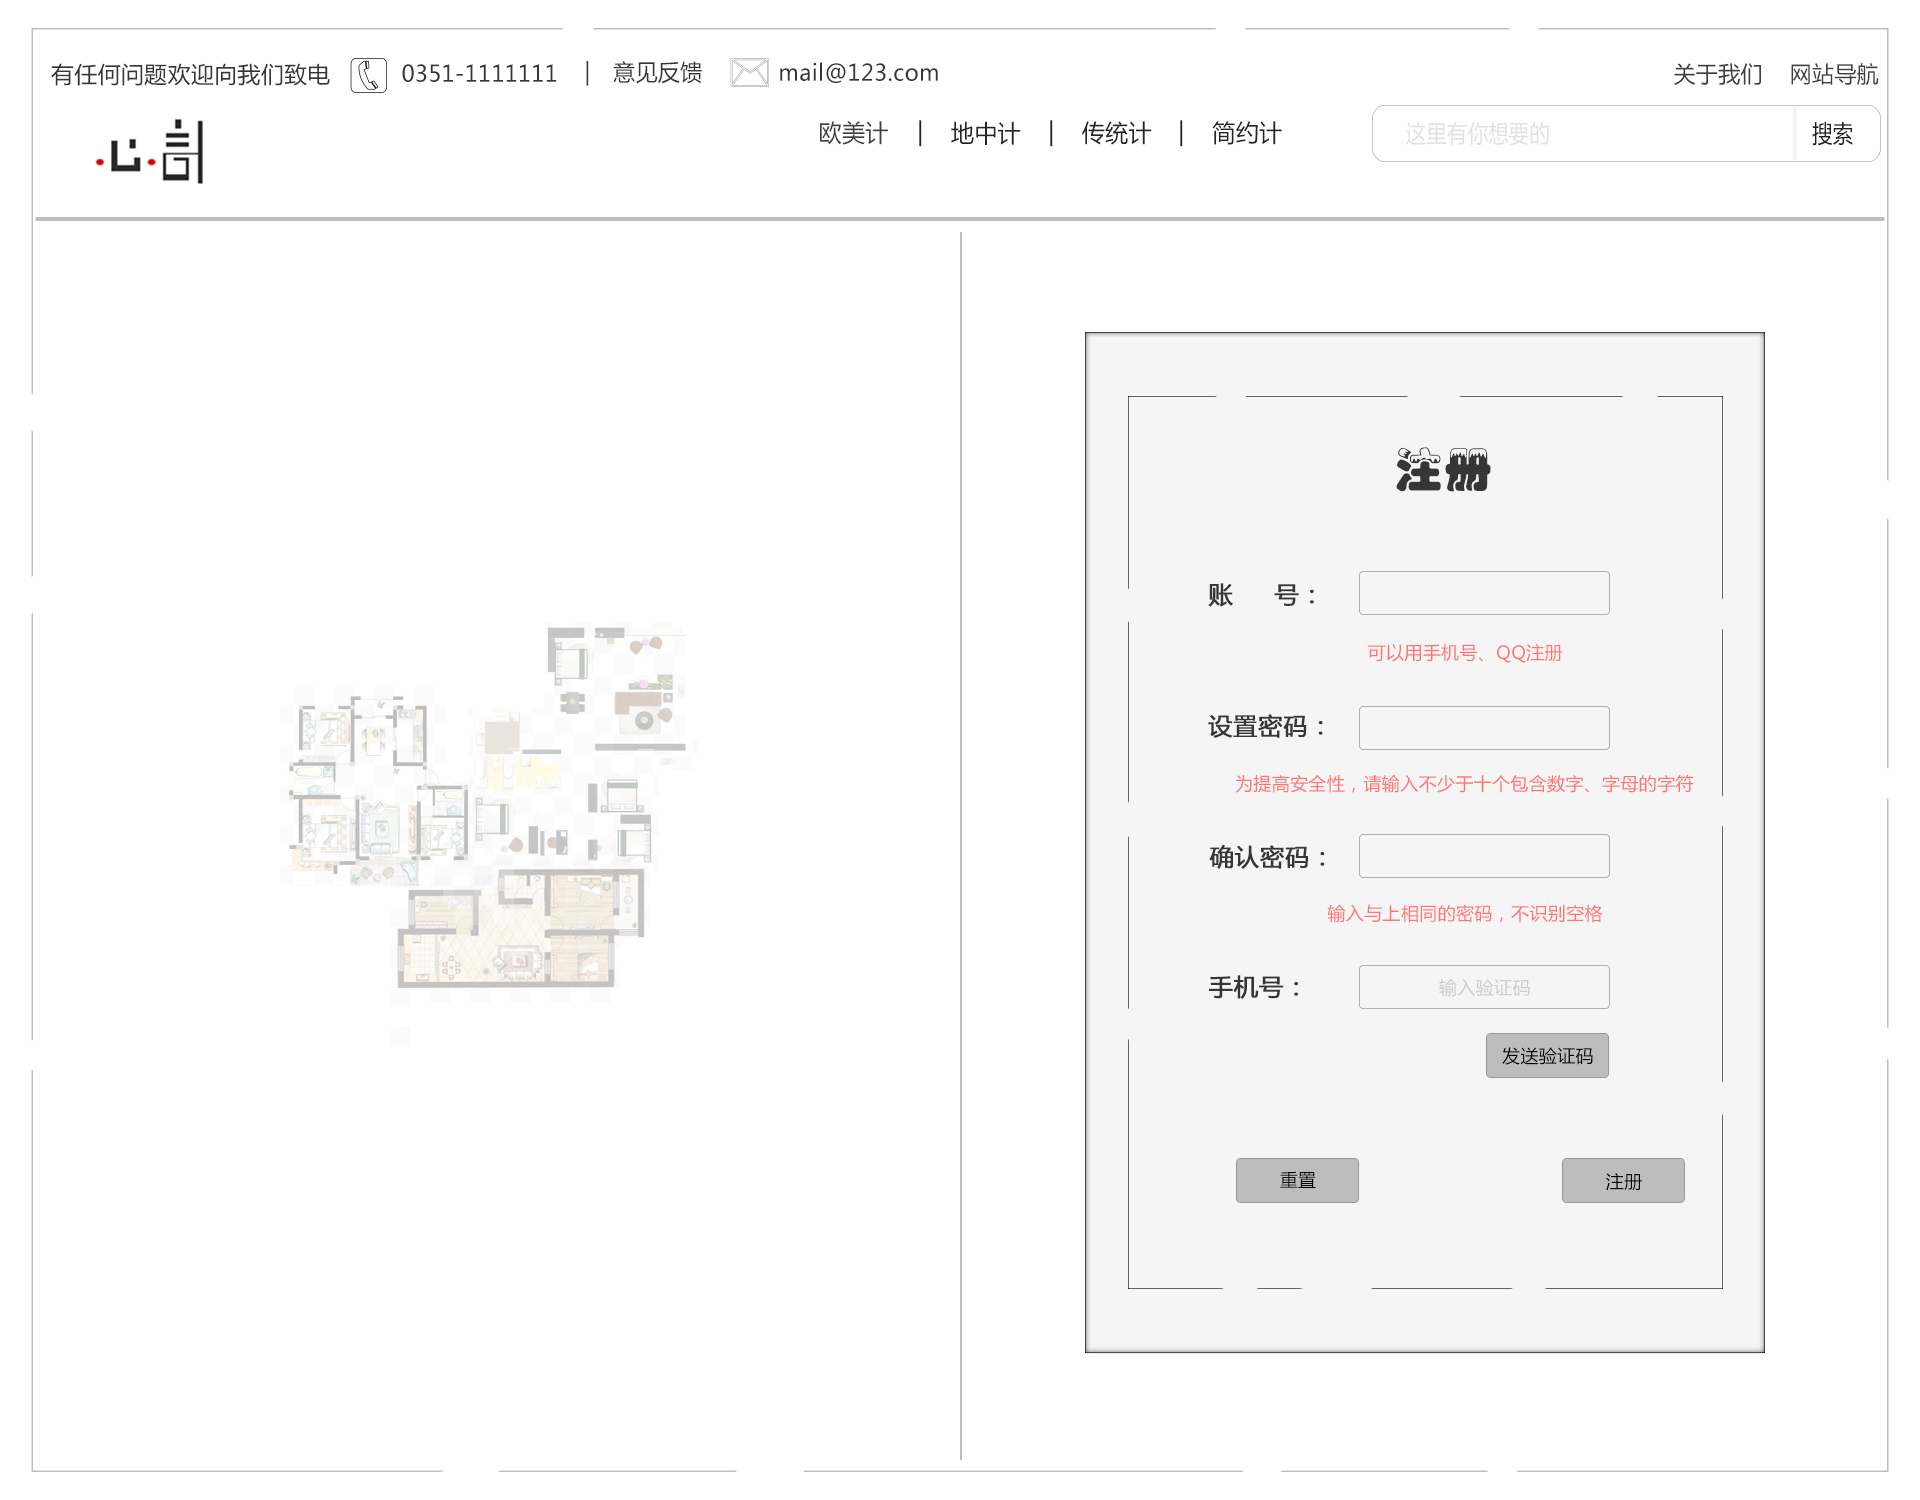 有任何问题欢迎向我们致电 0351-1111111 | 意见反馈 mail@123.com 关于我们 网站导航
心·計
欧美计 | 地中计 | 传统计 | 简约计 这里有你想要的 搜索
注册
账 号：
可以用手机号、QQ注册
设置密码：
为提高安全性，请输入不少于十个包含数字、字母的字符
确认密码：
输入与上相同的密码，不识别空格
手机号： 输入验证码
发送验证码
重置 注册